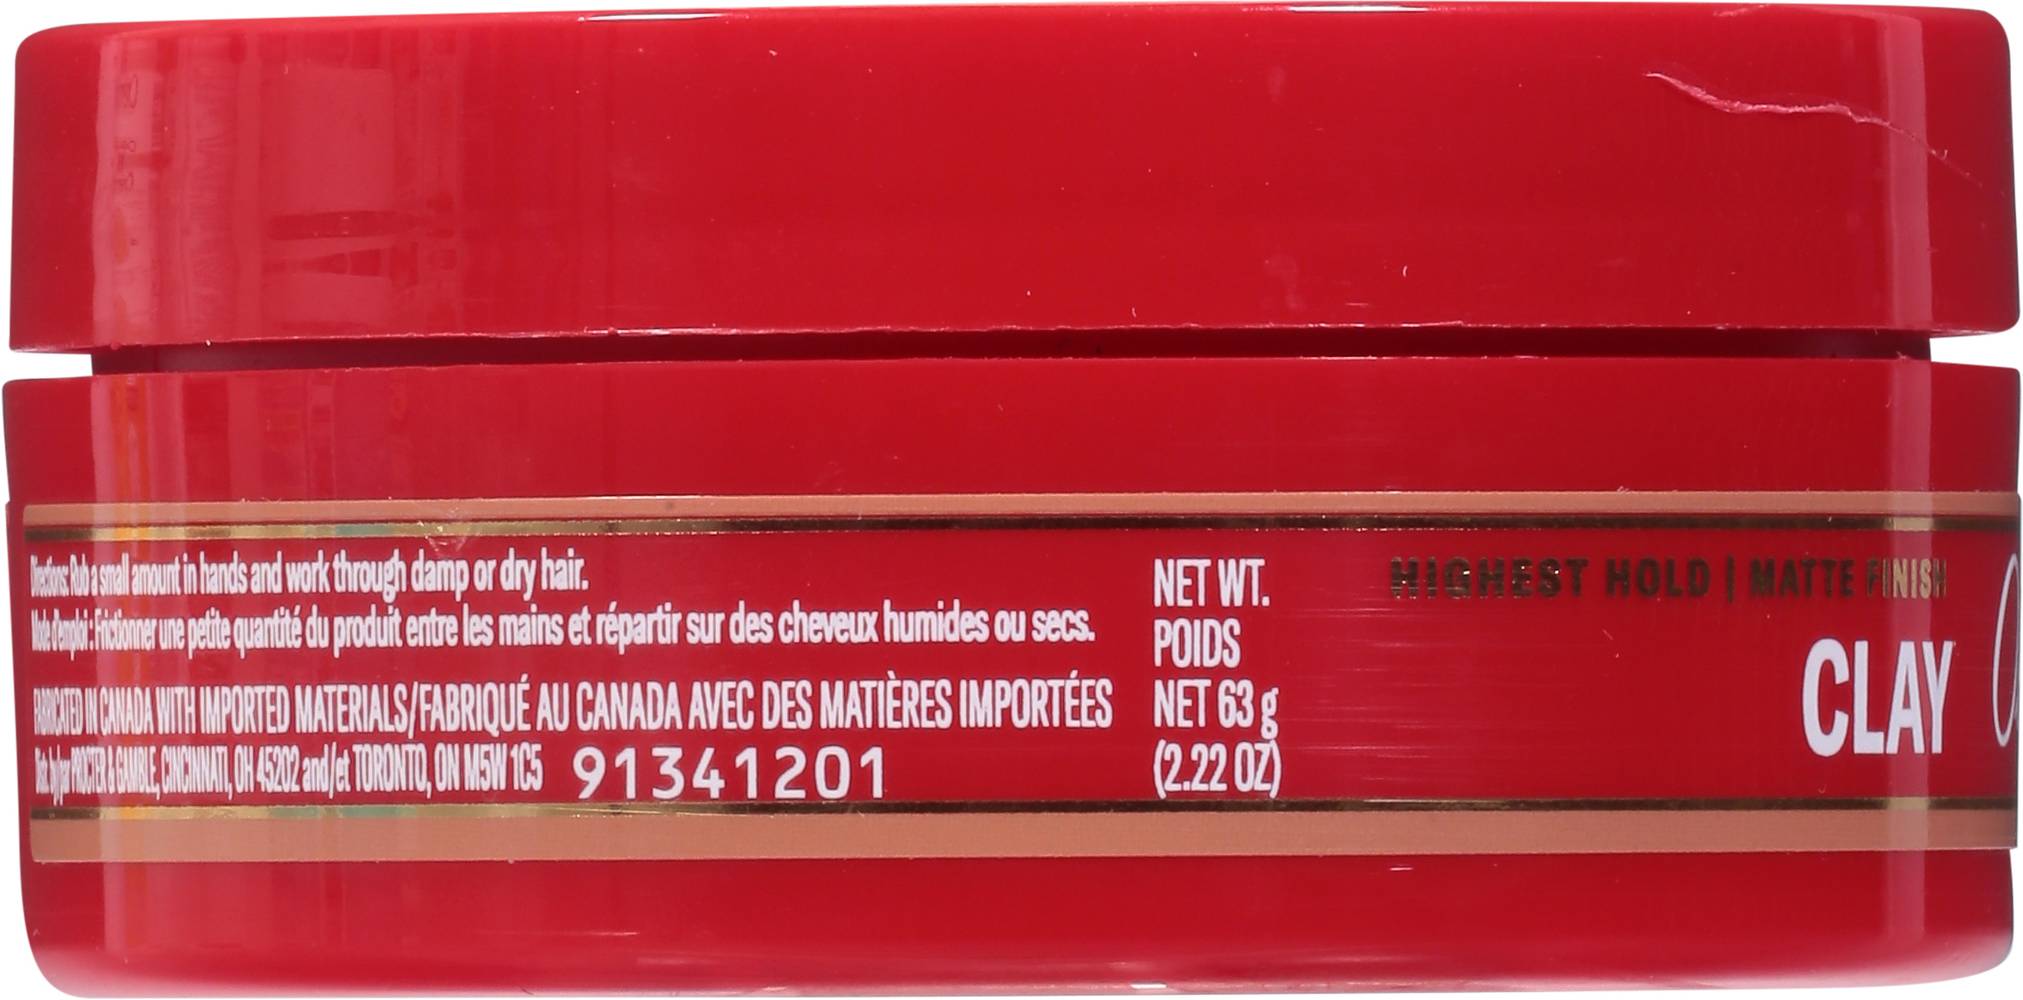 Directions: Rub a small amount in hands and work through damp or dry hair.
Mode d'emploi : Frictionner une petite quantité du produit entre les mains et répartir sur des cheveux humides ou secs.
FABRICATED IN CANADA WITH IMPORTED MATERIALS/FABRIQUÉ AU CANADA AVEC DES MATIÈRES IMPORTÉES
Dist. by/par PROCTER & GAMBLE, CINCINNATI, OH 45202 and/et TORONTO, ON M5W 1C5 91341201
NET WT.
POIDS
NET 63 g
(2.22 OZ)
HIGHEST HOLD | MATTE FINISH
CLAY